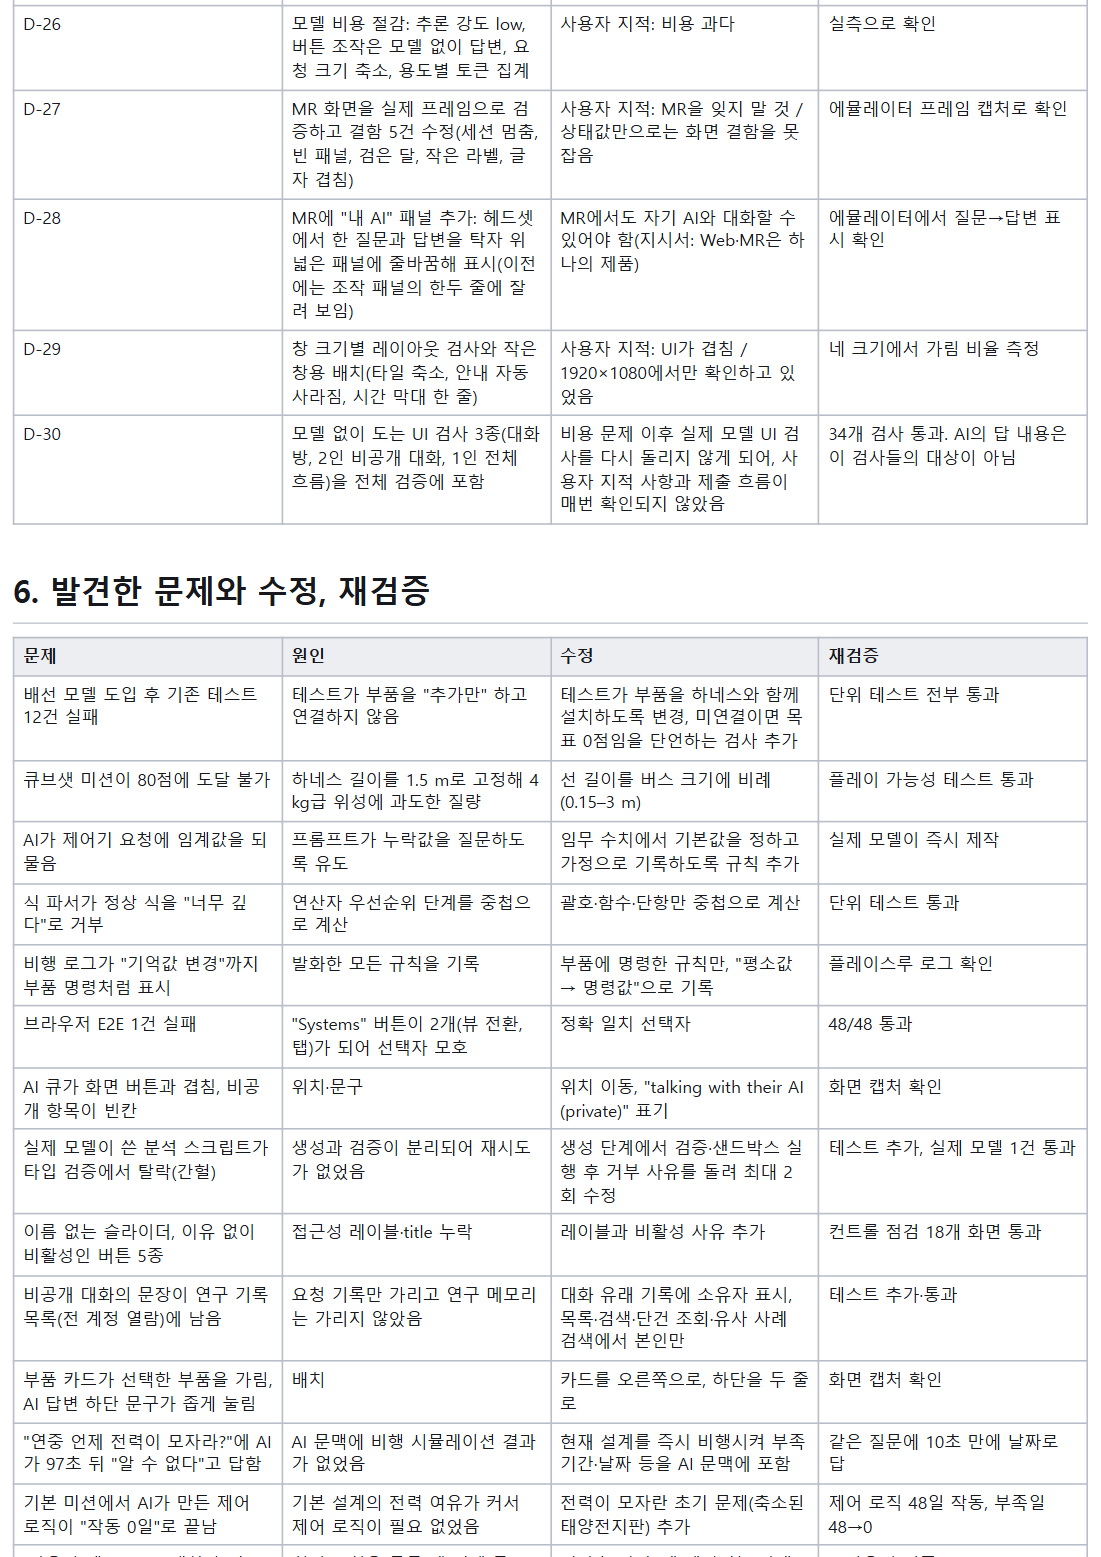 D-26
모델 비용 절감: 추론 강도 low,
버튼 조작은 모델 없이 답변, 요
청 크기 축소, 용도별 토큰 집계
사용자 지적: 비용 과다
실측으로 확인
D-27
MR 화면을 실제 프레임으로 검
증하고 결함 5건 수정(세션 멈춤,
빈 패널, 검은 달, 작은 라벨, 글
자 겹침)
사용자 지적: MR을 잊지 말 것 /
상태값만으로는 화면 결함을 못
잡음
에뮬레이터 프레임 캡처로 확인
D-28
MR에 "내 AI" 패널 추가: 헤드셋
에서 한 질문과 답변을 탁자 위
넓은 패널에 줄바꿈해 표시(이전
에는 조작 패널의 한두 줄에 잘
려 보임)
MR에서도 자기 AI와 대화할 수
있어야 함(지시서: Web·MR은 하
나의 제품)
에뮬레이터에서 질문→답변 표
시 확인
D-29
창 크기별 레이아웃 검사와 작은
창용 배치(타일 축소, 안내 자동
사라짐, 시간 막대 한 줄)
사용자 지적: UI가 겹침 /
1920×1080에서만 확인하고 있
었음
네 크기에서 가림 비율 측정
D-30
모델 없이 도는 UI 검사 3종(대화
방, 2인 비공개 대화, 1인 전체
흐름)을 전체 검증에 포함
비용 문제 이후 실제 모델 UI 검
사를 다시 돌리지 않게 되어, 사
용자 지적 사항과 제출 흐름이
매번 확인되지 않았음
34개 검사 통과. AI의 답 내용은
이 검사들의 대상이 아님
6. 발견한 문제와 수정, 재검증
문제
원인
수정
재검증
배선 모델 도입 후 기존 테스트
12건 실패
테스트가 부품을 "추가만" 하고
연결하지 않음
테스트가 부품을 하네스와 함께
설치하도록 변경, 미연결이면 목
표 0점임을 단언하는 검사 추가
단위 테스트 전부 통과
큐브샛 미션이 80점에 도달 불가
하네스 길이를 1.5 m로 고정해 4
kg급 위성에 과도한 질량
선 길이를 버스 크기에 비례
(0.15–3 m)
플레이 가능성 테스트 통과
AI가 제어기 요청에 임계값을 되
물음
프롬프트가 누락값을 질문하도
록 유도
임무 수치에서 기본값을 정하고
가정으로 기록하도록 규칙 추가
실제 모델이 즉시 제작
식 파서가 정상 식을 "너무 깊
다"로 거부
연산자 우선순위 단계를 중첩으
로 계산
괄호·함수·단항만 중첩으로 계산
단위 테스트 통과
비행 로그가 "기억값 변경"까지
부품 명령처럼 표시
발화한 모든 규칙을 기록
부품에 명령한 규칙만, "평소값
→ 명령값"으로 기록
플레이스루 로그 확인
브라우저 E2E 1건 실패
"Systems" 버튼이 2개(뷰 전환,
탭)가 되어 선택자 모호
정확 일치 선택자
48/48 통과
AI 큐가 화면 버튼과 겹침, 비공
개 항목이 빈칸
위치·문구
위치 이동, "talking with their AI
(private)" 표기
화면 캡처 확인
실제 모델이 쓴 분석 스크립트가
타입 검증에서 탈락(간헐)
생성과 검증이 분리되어 재시도
가 없었음
생성 단계에서 검증·샌드박스 실
행 후 거부 사유를 돌려 최대 2
회 수정
테스트 추가, 실제 모델 1건 통과
이름 없는 슬라이더, 이유 없이
비활성인 버튼 5종
접근성 레이블·title 누락
레이블과 비활성 사유 추가
컨트롤 점검 18개 화면 통과
비공개 대화의 문장이 연구 기록
목록(전 계정 열람)에 남음
요청 기록만 가리고 연구 메모리
는 가리지 않았음
대화 유래 기록에 소유자 표시,
목록·검색·단건 조회·유사 사례
검색에서 본인만
테스트 추가·통과
부품 카드가 선택한 부품을 가림,
AI 답변 하단 문구가 좁게 눌림
배치
카드를 오른쪽으로, 하단을 두 줄
로
화면 캡처 확인
"연중 언제 전력이 모자라?"에 AI
가 97초 뒤 "알 수 없다"고 답함
AI 문맥에 비행 시뮬레이션 결과
가 없었음
현재 설계를 즉시 비행시켜 부족
기간·날짜 등을 AI 문맥에 포함
같은 질문에 10초 만에 날짜로
답
기본 미션에서 AI가 만든 제어
로직이 "작동 0일"로 끝남
기본 설계의 전력 여유가 커서
제어 로직이 필요 없었음
전력이 모자란 초기 문제(축소된
태양전지판) 추가
제어 로직 48일 작동, 부족일
48→0